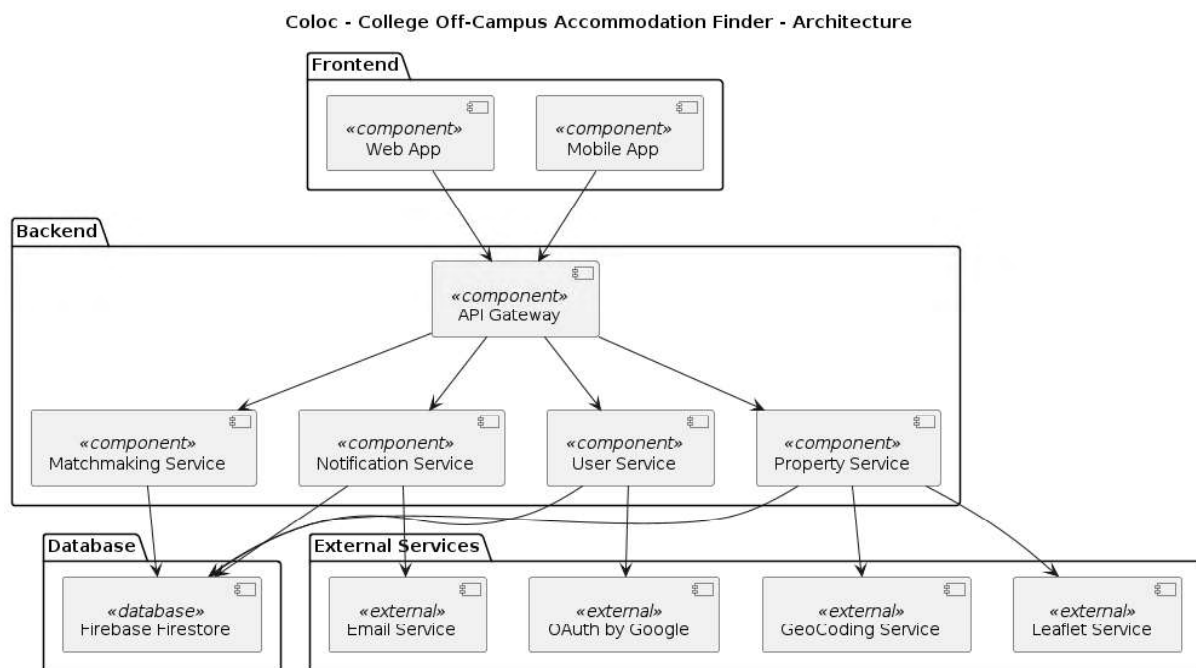 Coloc - College Off-Campus Accommodation Finder - Architecture
Frontend
«component»
Web App
«component»
Mobile App
Backend
«component»
API Gateway
«component»
Matchmaking Service
«component»
Notification Service
«component»
User Service
«component»
Property Service
Database
«database»
Firebase Firestore
External Services
«external»
Email Service
«external»
OAuth by Google
«external»
GeoCoding Service
«external»
Leaflet Service